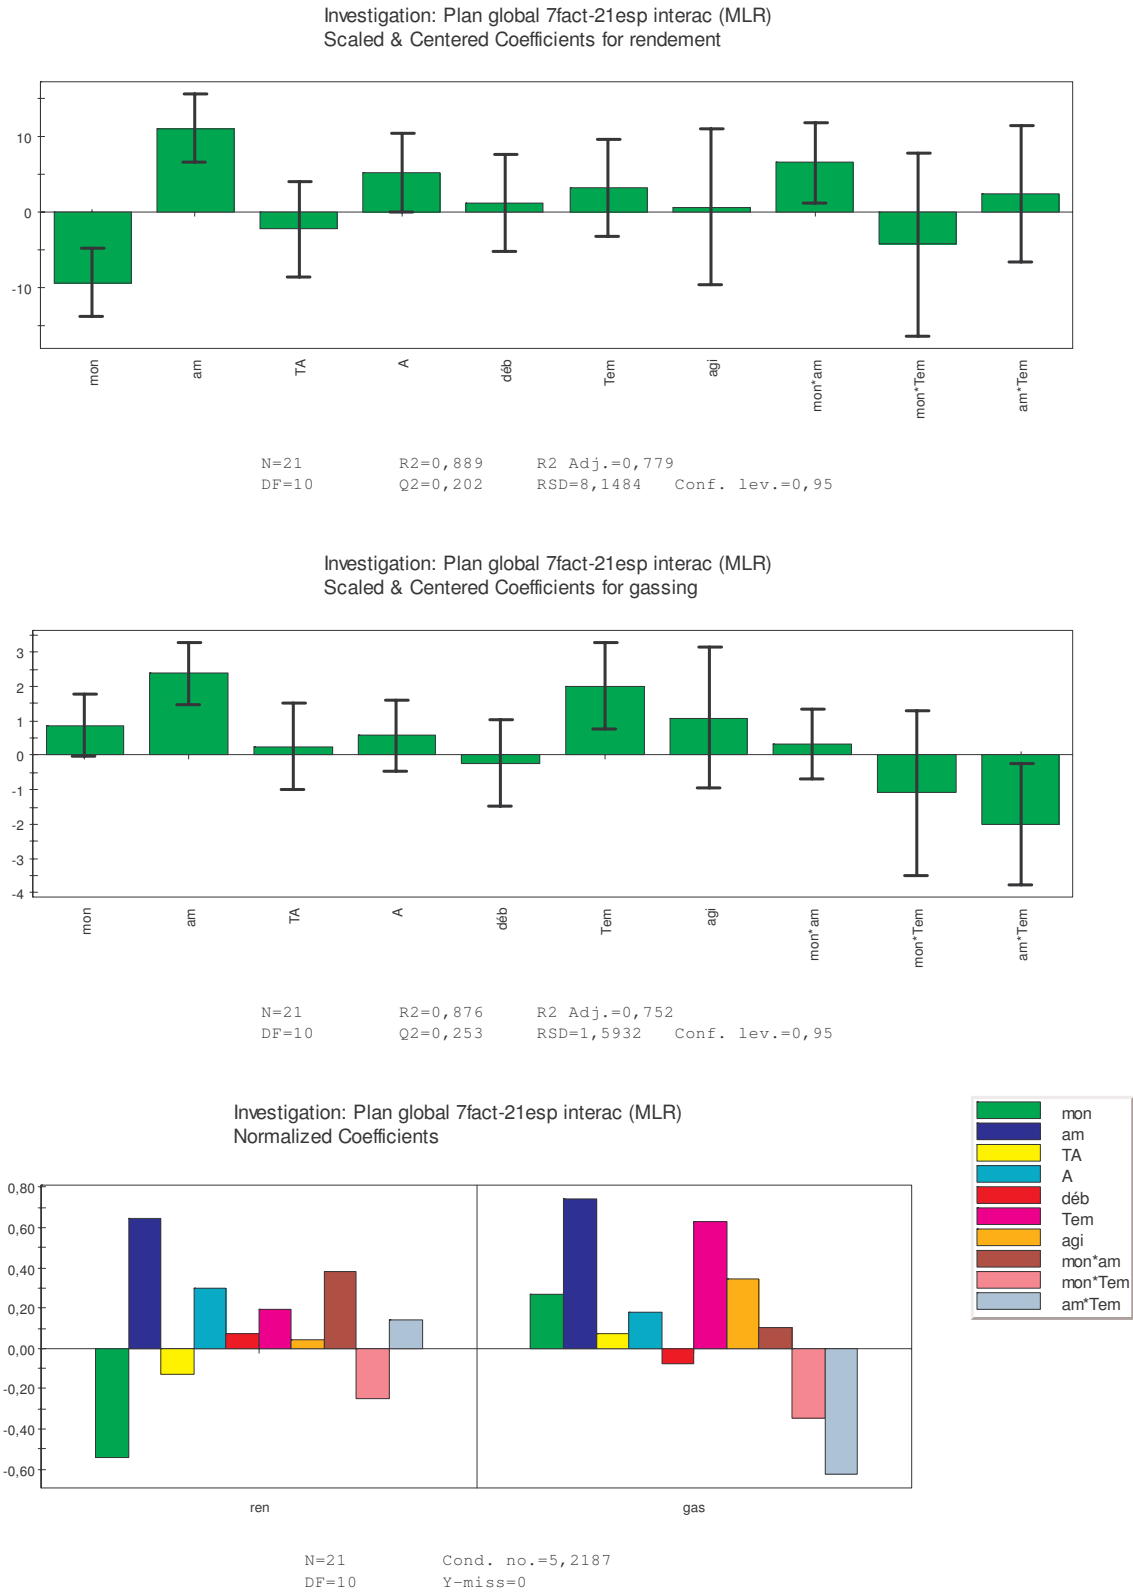 Investigation: Plan global 7fact-21esp interac (MLR)
Scaled & Centered Coefficients for rendement
10
0
-10
mon am TA A déb Tem agi mon*am mon*Tem am*Tem
N=21 R2=0,889 R2 Adj.=0,779
DF=10 Q2=0,202 RSD=8,1484 Conf. lev.=0,95
Investigation: Plan global 7fact-21esp interac (MLR)
Scaled & Centered Coefficients for gassing
3
2
1
0
-1
-2
-3
-4
mon am TA A déb Tem agi mon*am mon*Tem am*Tem
N=21 R2=0,876 R2 Adj.=0,752
DF=10 Q2=0,253 RSD=1,5932 Conf. lev.=0,95
Investigation: Plan global 7fact-21esp interac (MLR)
Normalized Coefficients
mon
am
TA
A
déb
Tem
agi
mon*am
mon*Tem
am*Tem
0,80
0,60
0,40
0,20
0,00
-0,20
-0,40
-0,60
ren gas
N=21 Cond. no.=5,2187
DF=10 Y-miss=0